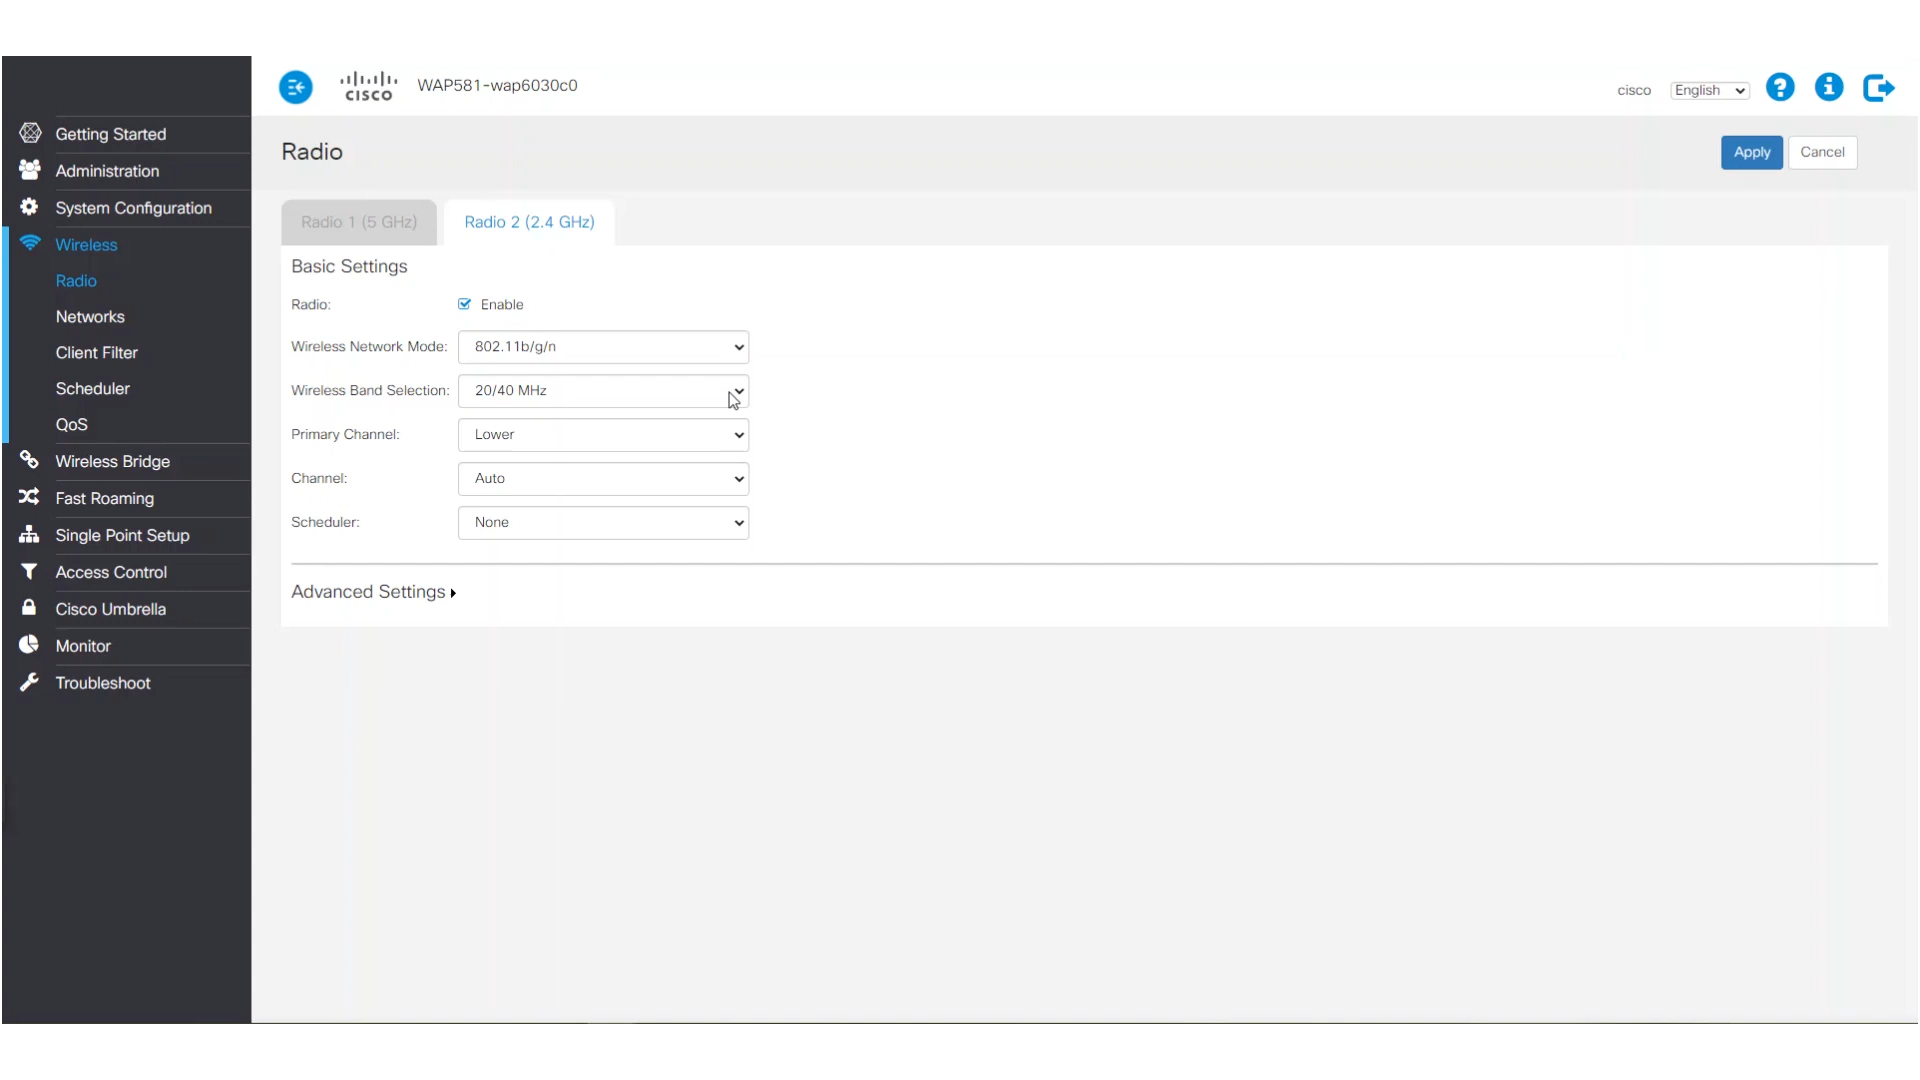 CISCO
WAP581-wap6030c0
cisco
English
Getting Started
Administration
System Configuration
Wireless
Radio
Networks
Client Filter
Scheduler
QoS
Wireless Bridge
Fast Roaming
Single Point Setup
Access Control
Cisco Umbrella
Monitor
Troubleshoot
Radio
Apply
Cancel
Radio 1 (5 GHz)
Radio 2 (2.4 GHz)
Basic Settings
Radio: Enable
Wireless Network Mode: 802.11b/g/n
Wireless Band Selection: 20/40 MHz
Primary Channel: Lower
Channel: Auto
Scheduler: None
Advanced Settings